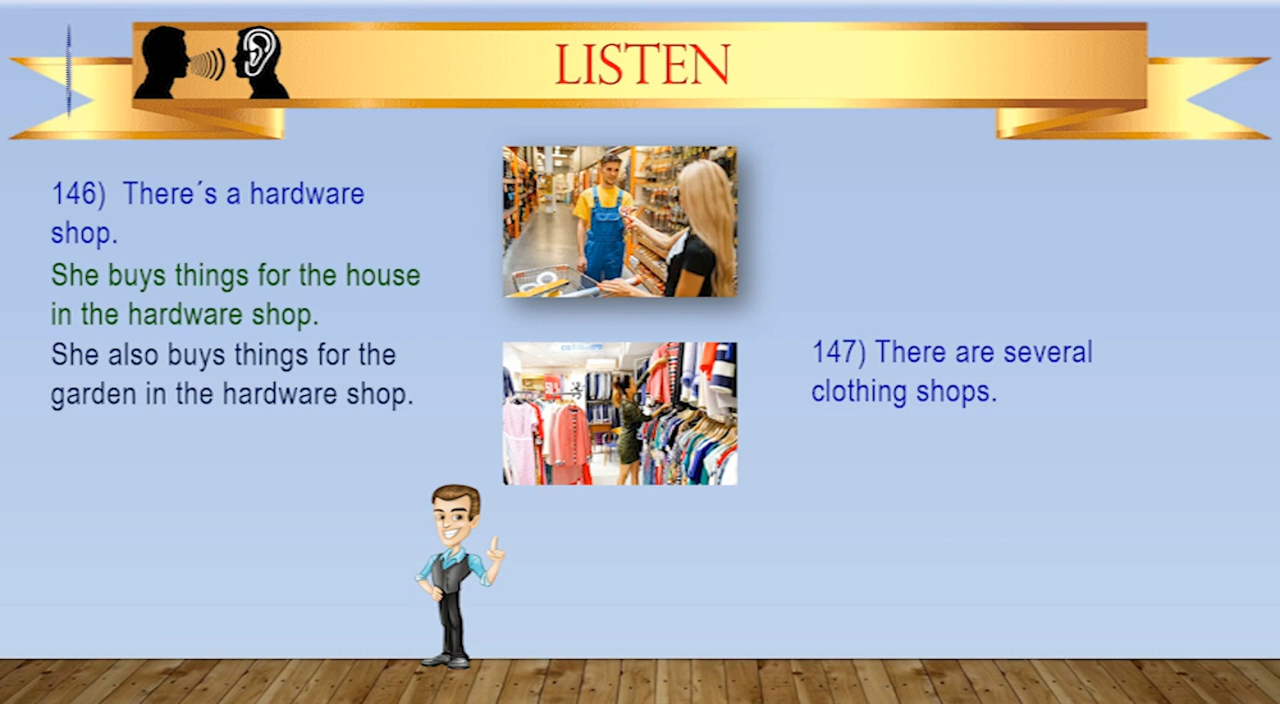 LISTEN
146)  There´s a hardware
shop.
She buys things for the house
in the hardware shop.
She also buys things for the
garden in the hardware shop.
147) There are several
clothing shops.